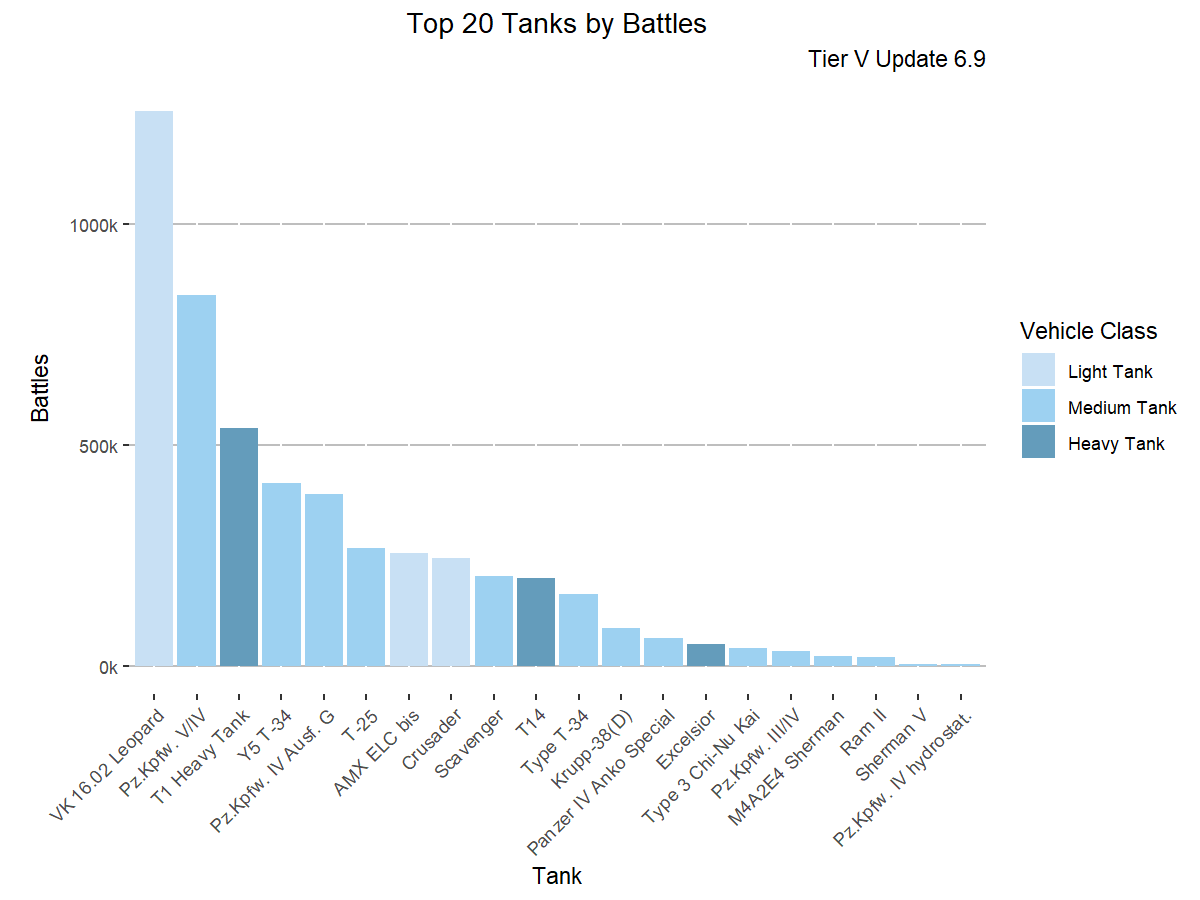 Top 20 Tanks by Battles
Tier V Update 6.9
Battles
1000k
500k
0k
VK 16.02 Leopard
Pz.Kpfw. V/IV
T1 Heavy Tank
Y5 T-34
Pz.Kpfw. IV Ausf. G
T-25
AMX ELC bis
Crusader
Scavenger
T14
Type T-34
Krupp-38(D)
Panzer IV Anko Special
Excelsior
Type 3 Chi-Nu Kai
Pz.Kpfw. III/IV
M4A2E4 Sherman
Ram II
Sherman V
Pz.Kpfw. IV hydrostat.
Tank
Vehicle Class
Light Tank
Medium Tank
Heavy Tank